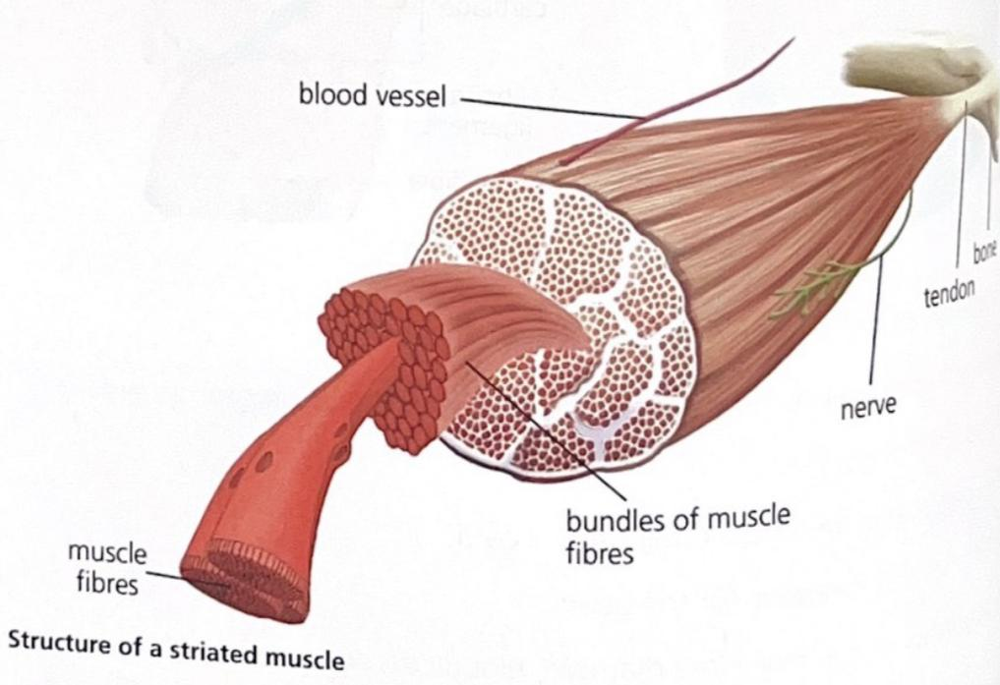 blood vessel
bone
tendon
nerve
bundles of muscle
fibres
muscle
fibres
Structure of a striated muscle